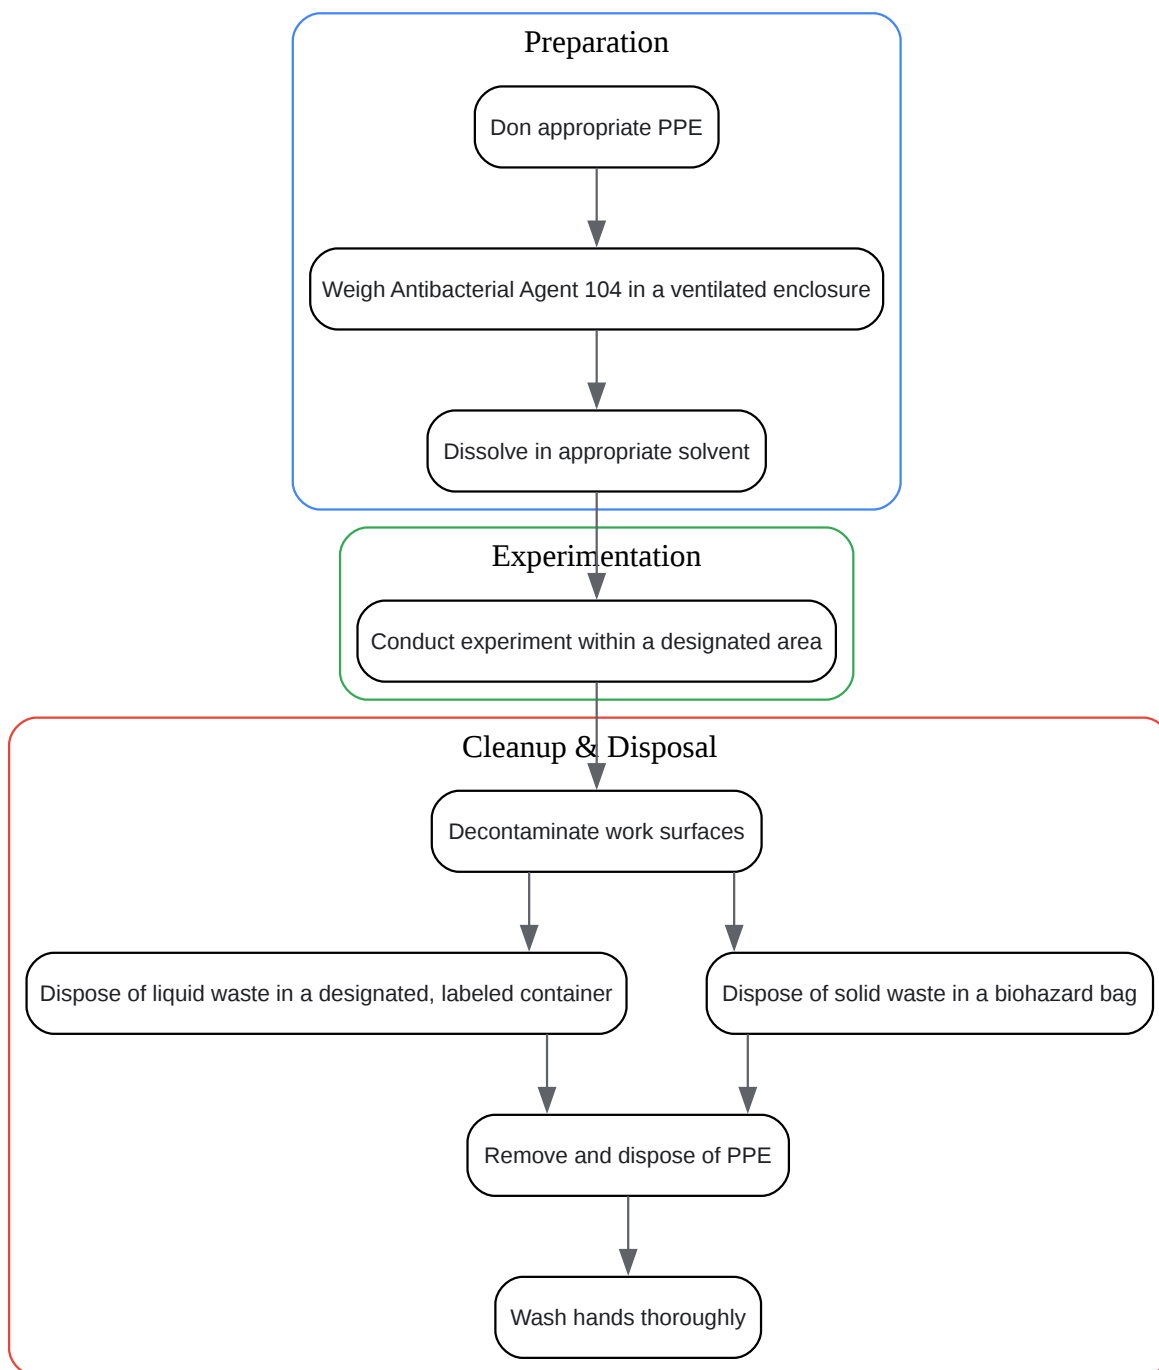 Preparation
Don appropriate PPE
Weigh Antibacterial Agent 104 in a ventilated enclosure
Dissolve in appropriate solvent
Experimentation
Conduct experiment within a designated area
Cleanup & Disposal
Decontaminate work surfaces
Dispose of liquid waste in a designated, labeled container
Dispose of solid waste in a biohazard bag
Remove and dispose of PPE
Wash hands thoroughly